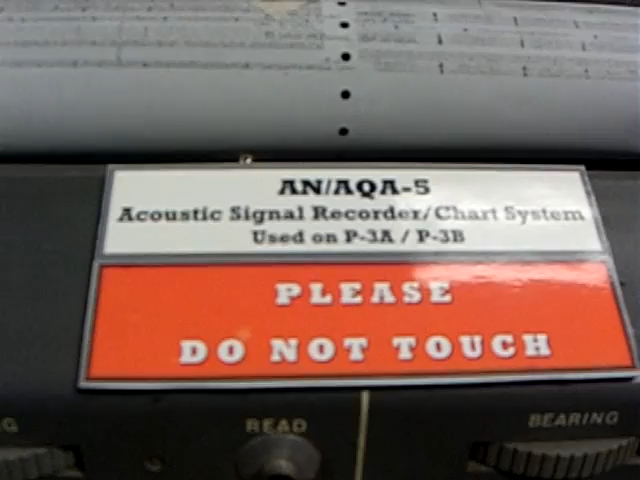 AN/AQA-5
Acoustic Signal Recorder/Chart System
Used on P-3A / P-3B
PLEASE
DO NOT TOUCH
READ
BEARING